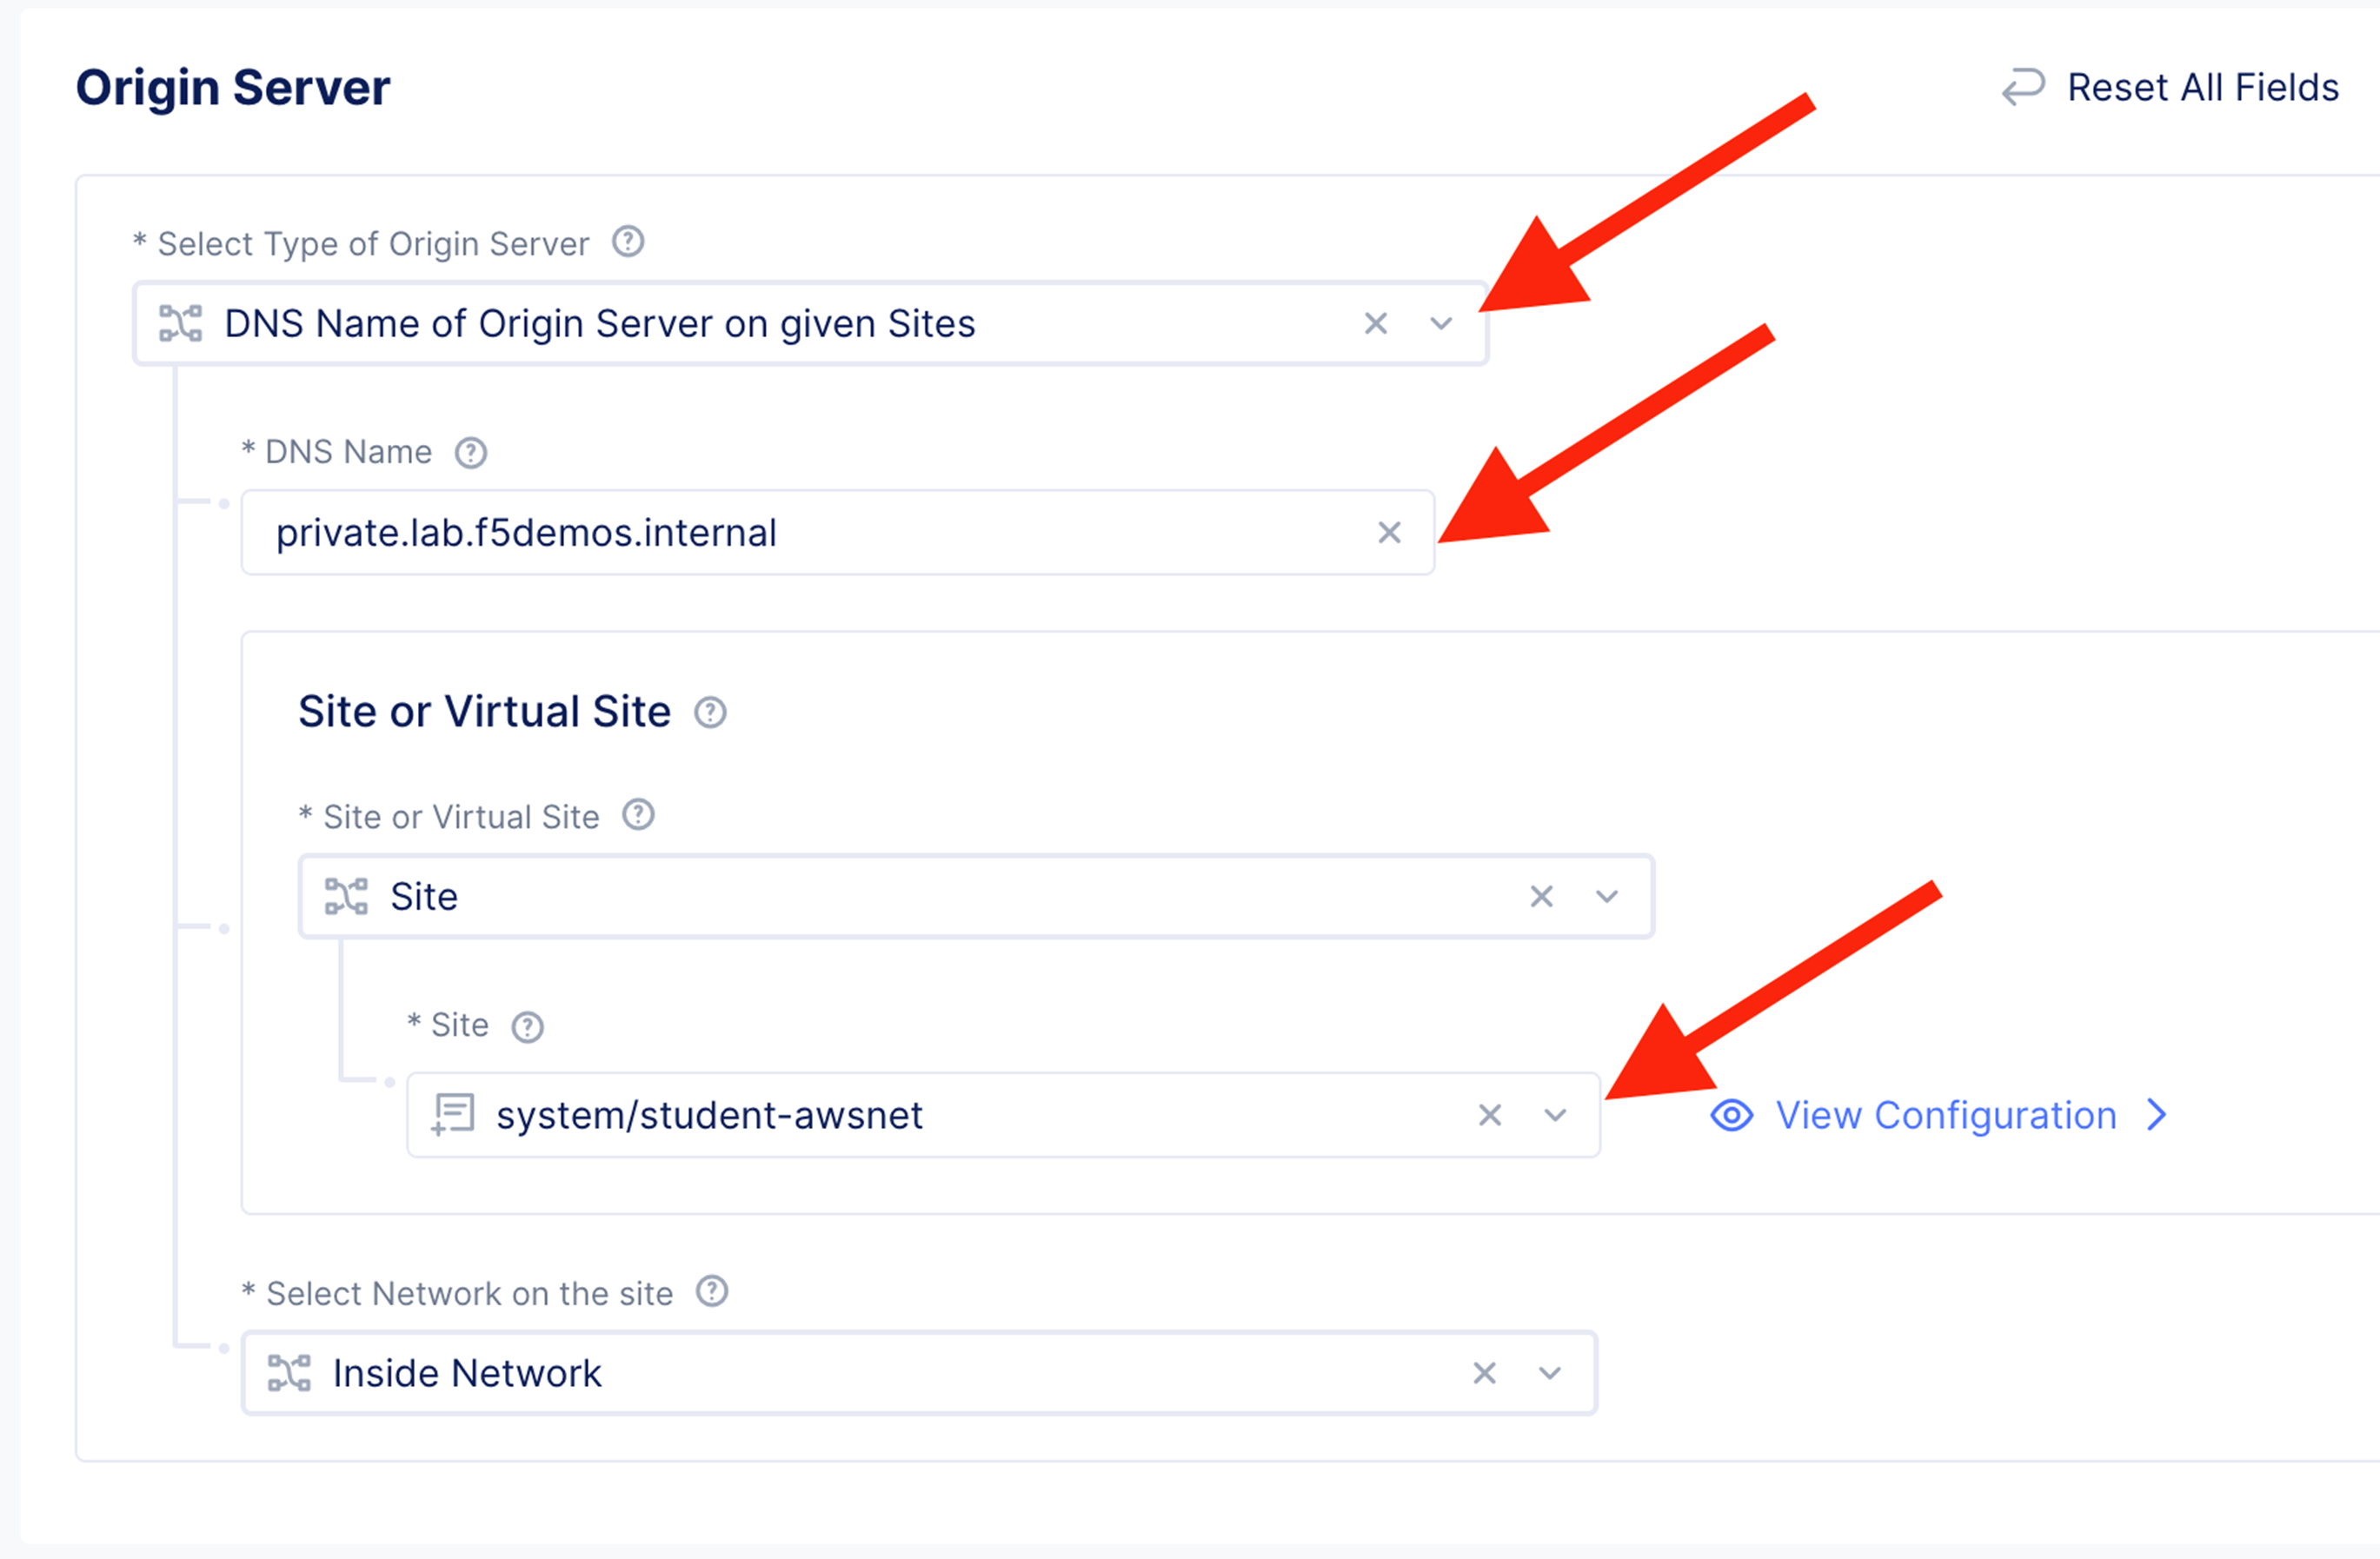 Origin Server
Reset All Fields
* Select Type of Origin Server
DNS Name of Origin Server on given Sites
* DNS Name
private.lab.f5demos.internal
Site or Virtual Site
* Site or Virtual Site
Site
* Site
system/student-awsnet
View Configuration
* Select Network on the site
Inside Network